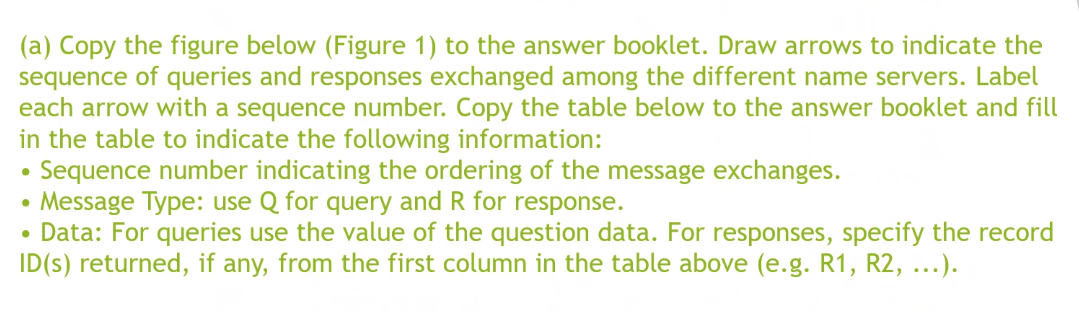 (a) Copy the figure below (Figure 1) to the answer booklet. Draw arrows to indicate the
sequence of queries and responses exchanged among the different name servers. Label
each arrow with a sequence number. Copy the table below to the answer booklet and fill
in the table to indicate the following information:
• Sequence number indicating the ordering of the message exchanges.
• Message Type: use Q for query and R for response.
• Data: For queries use the value of the question data. For responses, specify the record
ID(s) returned, if any, from the first column in the table above (e.g. R1, R2, ...).